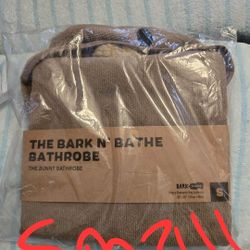 THE BARK N' BATHE
BATHROBE
THE BUNNY BATHROBE
BARK
S
Small